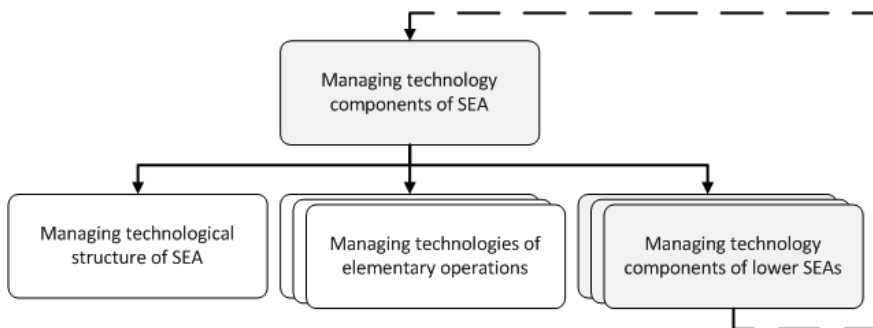 Managing technology
components of SEA
Managing technological
structure of SEA
Managing technologies of
elementary operations
Managing technology
components of lower SEAs